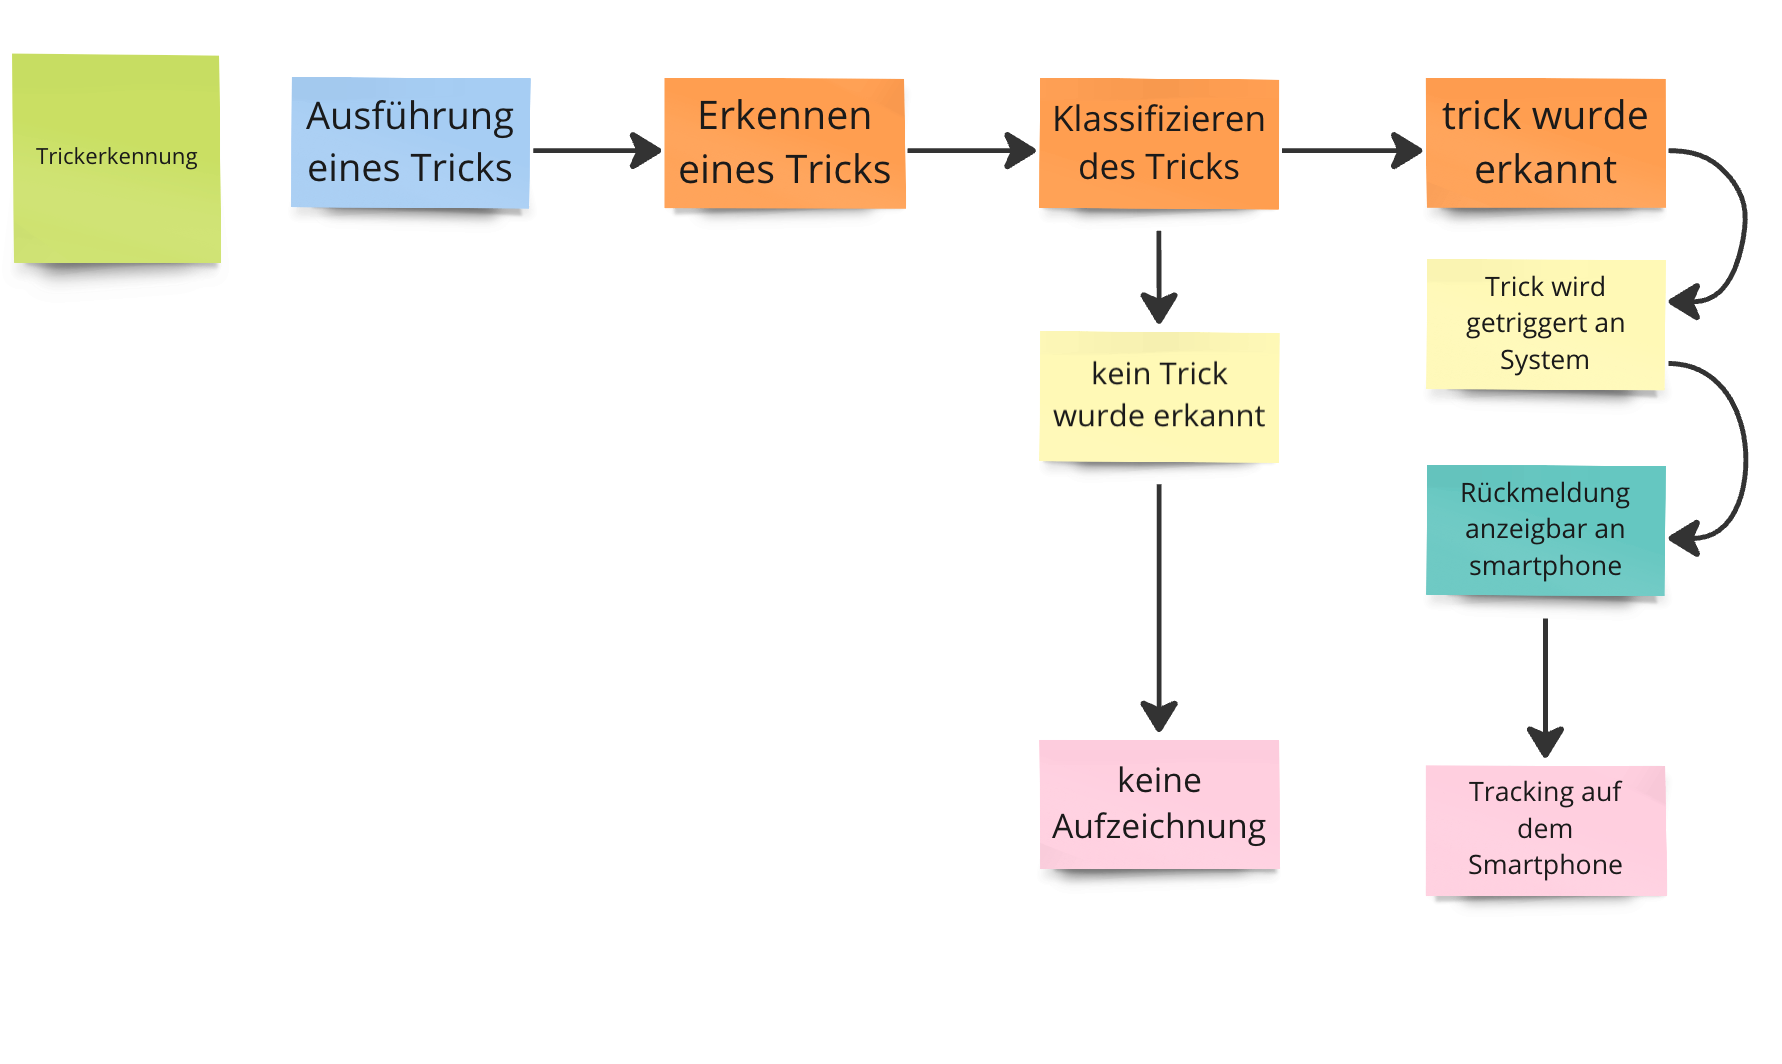 Trickerkennung
Ausführung
eines Tricks
Erkennen
eines Tricks
Klassifizieren
des Tricks
trick wurde
erkannt
Trick wird
getriggert an
System
kein Trick
wurde erkannt
Rückmeldung
anzeigbar an
smartphone
keine
Aufzeichnung
Tracking auf
dem
Smartphone